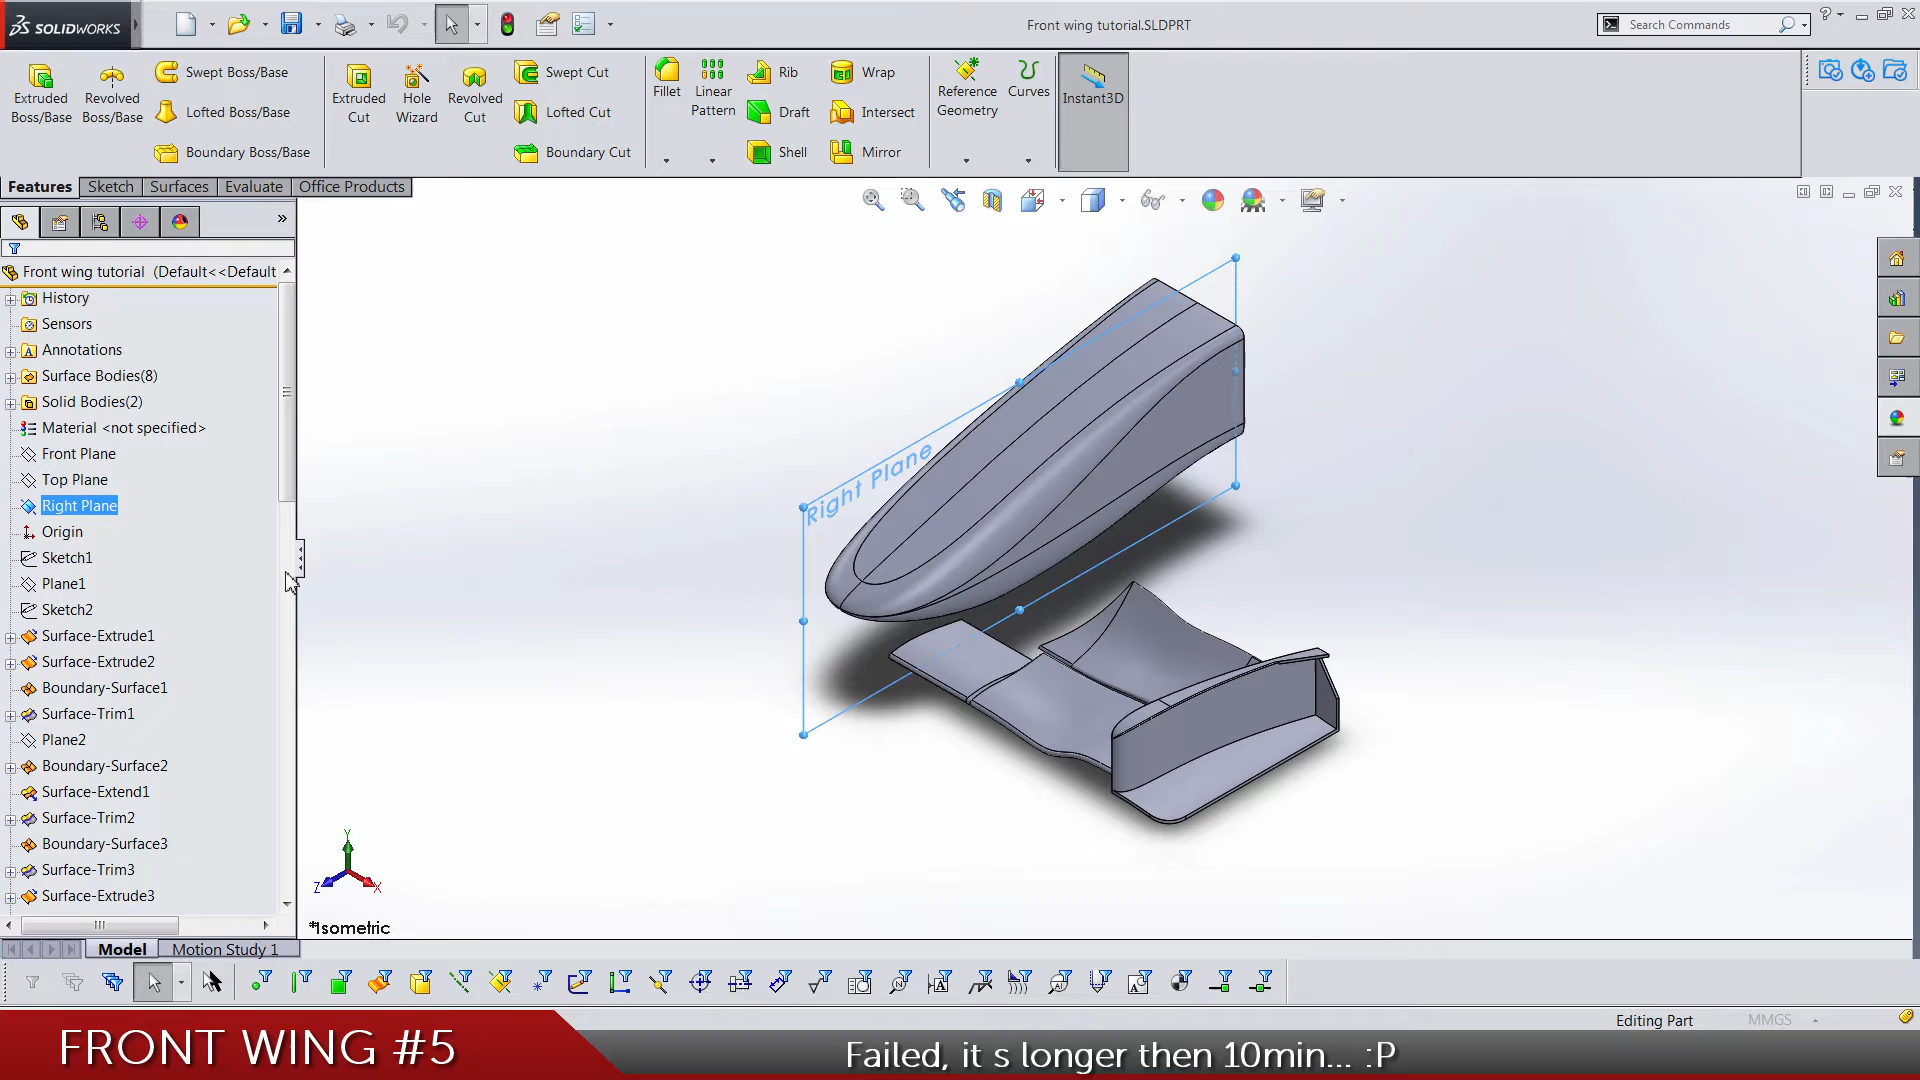 SOLIDWORKS
Front wing tutorial.SLDPRT
Search Commands
Extruded Boss/Base
Revolved Boss/Base
Swept Boss/Base
Lofted Boss/Base
Boundary Boss/Base
Extruded Cut
Hole Wizard
Revolved Cut
Swept Cut
Lofted Cut
Boundary Cut
Fillet
Linear Pattern
Rib
Draft
Shell
Wrap
Intersect
Mirror
Reference Geometry
Curves
Instant3D
Features
Sketch
Surfaces
Evaluate
Office Products
Front wing tutorial (Default<<Default
History
Sensors
Annotations
Surface Bodies(8)
Solid Bodies(2)
Material <not specified>
Front Plane
Top Plane
Right Plane
Origin
Sketch1
Plane1
Sketch2
Surface-Extrude1
Surface-Extrude2
Boundary-Surface1
Surface-Trim1
Plane2
Boundary-Surface2
Surface-Extend1
Surface-Trim2
Boundary-Surface3
Surface-Trim3
Surface-Extrude3
Right Plane
Y
Z
X
*Isometric
Model
Motion Study 1
Editing Part
MMGS
FRONT WING #5
Failed, it s longer then 10min... :P